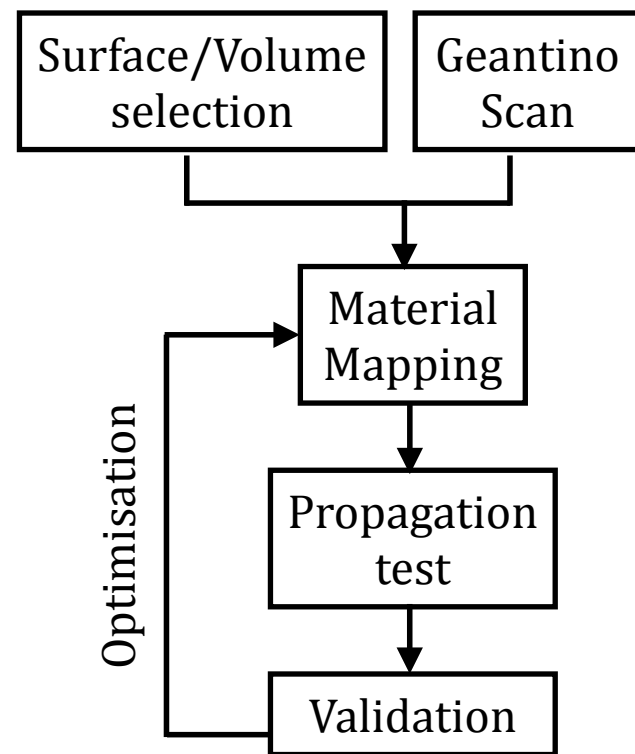 Surface/Volume
selection
Geantino
Scan
Material
Mapping
Propagation
test
Optimisation
Validation